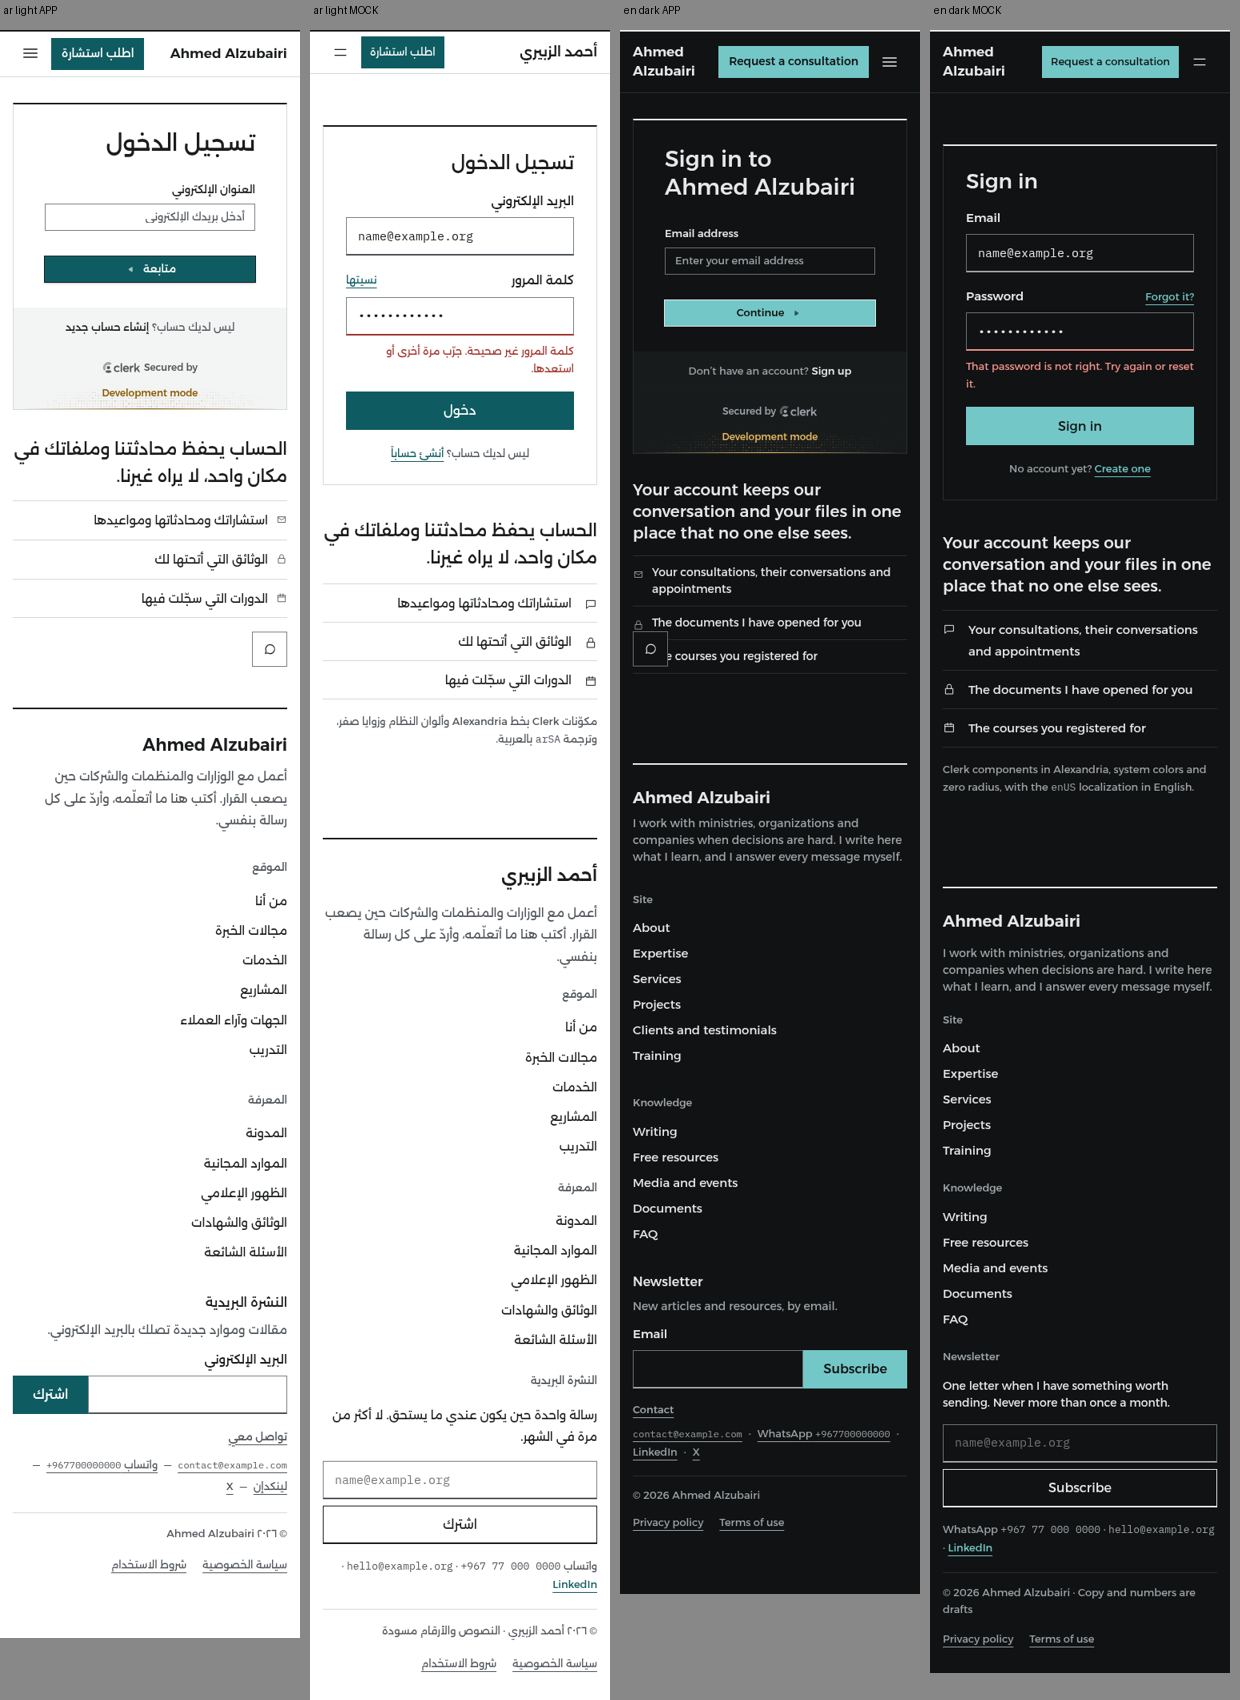 ar light APP
Ahmed Alzubairi
اطلب استشارة
تسجيل الدخول
العنوان الإلكتروني
أدخل بريدك الإلكتروني
متابعة
ليس لديك حساب؟ إنشاء حساب جديد
Secured by clerk
Development mode
الحساب يحفظ محادثتنا وملفاتك في
مكان واحد، لا يراه غيرنا.
استشاراتك ومحادثاتها ومواعيدها
الوثائق التي أتحتها لك
الدورات التي سجّلت فيها
Ahmed Alzubairi
أعمل مع الوزارات والمنظمات والشركات حين
يصعب القرار. أكتب هنا ما أتعلّمه، وأردّ على كل
رسالة بنفسي.
الموقع
من أنا
مجالات الخبرة
الخدمات
المشاريع
الجهات وآراء العملاء
التدريب
المعرفة
المدونة
الموارد المجانية
الظهور الإعلامي
الوثائق والشهادات
الأسئلة الشائعة
النشرة البريدية
مقالات وموارد جديدة تصلك بالبريد الإلكتروني.
البريد الإلكتروني
اشترك
تواصل معي
contact@example.com — واتساب +967700000000 —
لينكدإن — X
© ٢٠٢٦ Ahmed Alzubairi
سياسة الخصوصية شروط الاستخدام
ar light MOCK
أحمد الزبيري
اطلب استشارة
تسجيل الدخول
البريد الإلكتروني
name@example.org
كلمة المرور نسيتها
••••••••••••
كلمة المرور غير صحيحة. جرّب مرة أخرى أو
استعدها.
دخول
ليس لديك حساب؟ أنشئ حساباً
الحساب يحفظ محادثتنا وملفاتك في
مكان واحد، لا يراه غيرنا.
استشاراتك ومحادثاتها ومواعيدها
الوثائق التي أتحتها لك
الدورات التي سجّلت فيها
مكوّنات Clerk بخط Alexandria وألوان النظام وزوايا صفر،
وترجمة arSA بالعربية.
أحمد الزبيري
أعمل مع الوزارات والمنظمات والشركات حين يصعب
القرار. أكتب هنا ما أتعلّمه، وأردّ على كل رسالة
بنفسي.
الموقع
من أنا
مجالات الخبرة
الخدمات
المشاريع
التدريب
المعرفة
المدونة
الموارد المجانية
الظهور الإعلامي
الوثائق والشهادات
الأسئلة الشائعة
النشرة البريدية
رسالة واحدة حين يكون عندي ما يستحق. لا أكثر من
مرة في الشهر.
name@example.org
اشترك
واتساب +967 77 000 0000 · hello@example.org ·
LinkedIn
© ٢٠٢٦ أحمد الزبيري · النصوص والأرقام مسودة
سياسة الخصوصية شروط الاستخدام
en dark APP
Ahmed
Alzubairi
Request a consultation
Sign in to
Ahmed Alzubairi
Email address
Enter your email address
Continue
Don't have an account? Sign up
Secured by clerk
Development mode
Your account keeps our
conversation and your files in one
place that no one else sees.
Your consultations, their conversations and
appointments
The documents I have opened for you
e courses you registered for
Ahmed Alzubairi
I work with ministries, organizations and
companies when decisions are hard. I write here
what I learn, and I answer every message myself.
Site
About
Expertise
Services
Projects
Clients and testimonials
Training
Knowledge
Writing
Free resources
Media and events
Documents
FAQ
Newsletter
New articles and resources, by email.
Email
Subscribe
Contact
contact@example.com · WhatsApp +967700000000 ·
LinkedIn · X
© 2026 Ahmed Alzubairi
Privacy policy Terms of use
en dark MOCK
Ahmed
Alzubairi
Request a consultation
Sign in
Email
name@example.org
Password Forgot it?
••••••••••••
That password is not right. Try again or reset
it.
Sign in
No account yet? Create one
Your account keeps our
conversation and your files in one
place that no one else sees.
Your consultations, their conversations
and appointments
The documents I have opened for you
The courses you registered for
Clerk components in Alexandria, system colors and
zero radius, with the enUS localization in English.
Ahmed Alzubairi
I work with ministries, organizations and
companies when decisions are hard. I write here
what I learn, and I answer every message myself.
Site
About
Expertise
Services
Projects
Training
Knowledge
Writing
Free resources
Media and events
Documents
FAQ
Newsletter
One letter when I have something worth
sending. Never more than once a month.
name@example.org
Subscribe
WhatsApp +967 77 000 0000 · hello@example.org
· LinkedIn
© 2026 Ahmed Alzubairi · Copy and numbers are
drafts
Privacy policy Terms of use